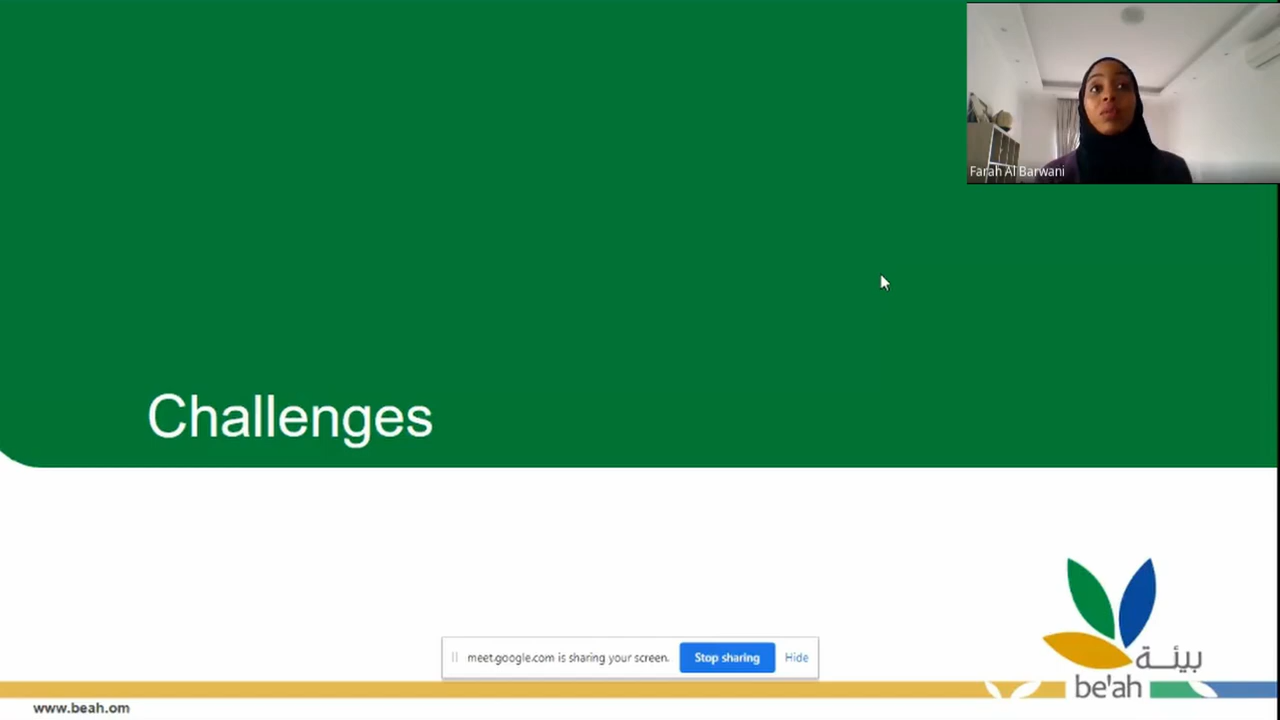 Farah Al Barwani
Challenges
meet.google.com is sharing your screen.
Stop sharing
Hide
بيئـة
be'ah
www.beah.om